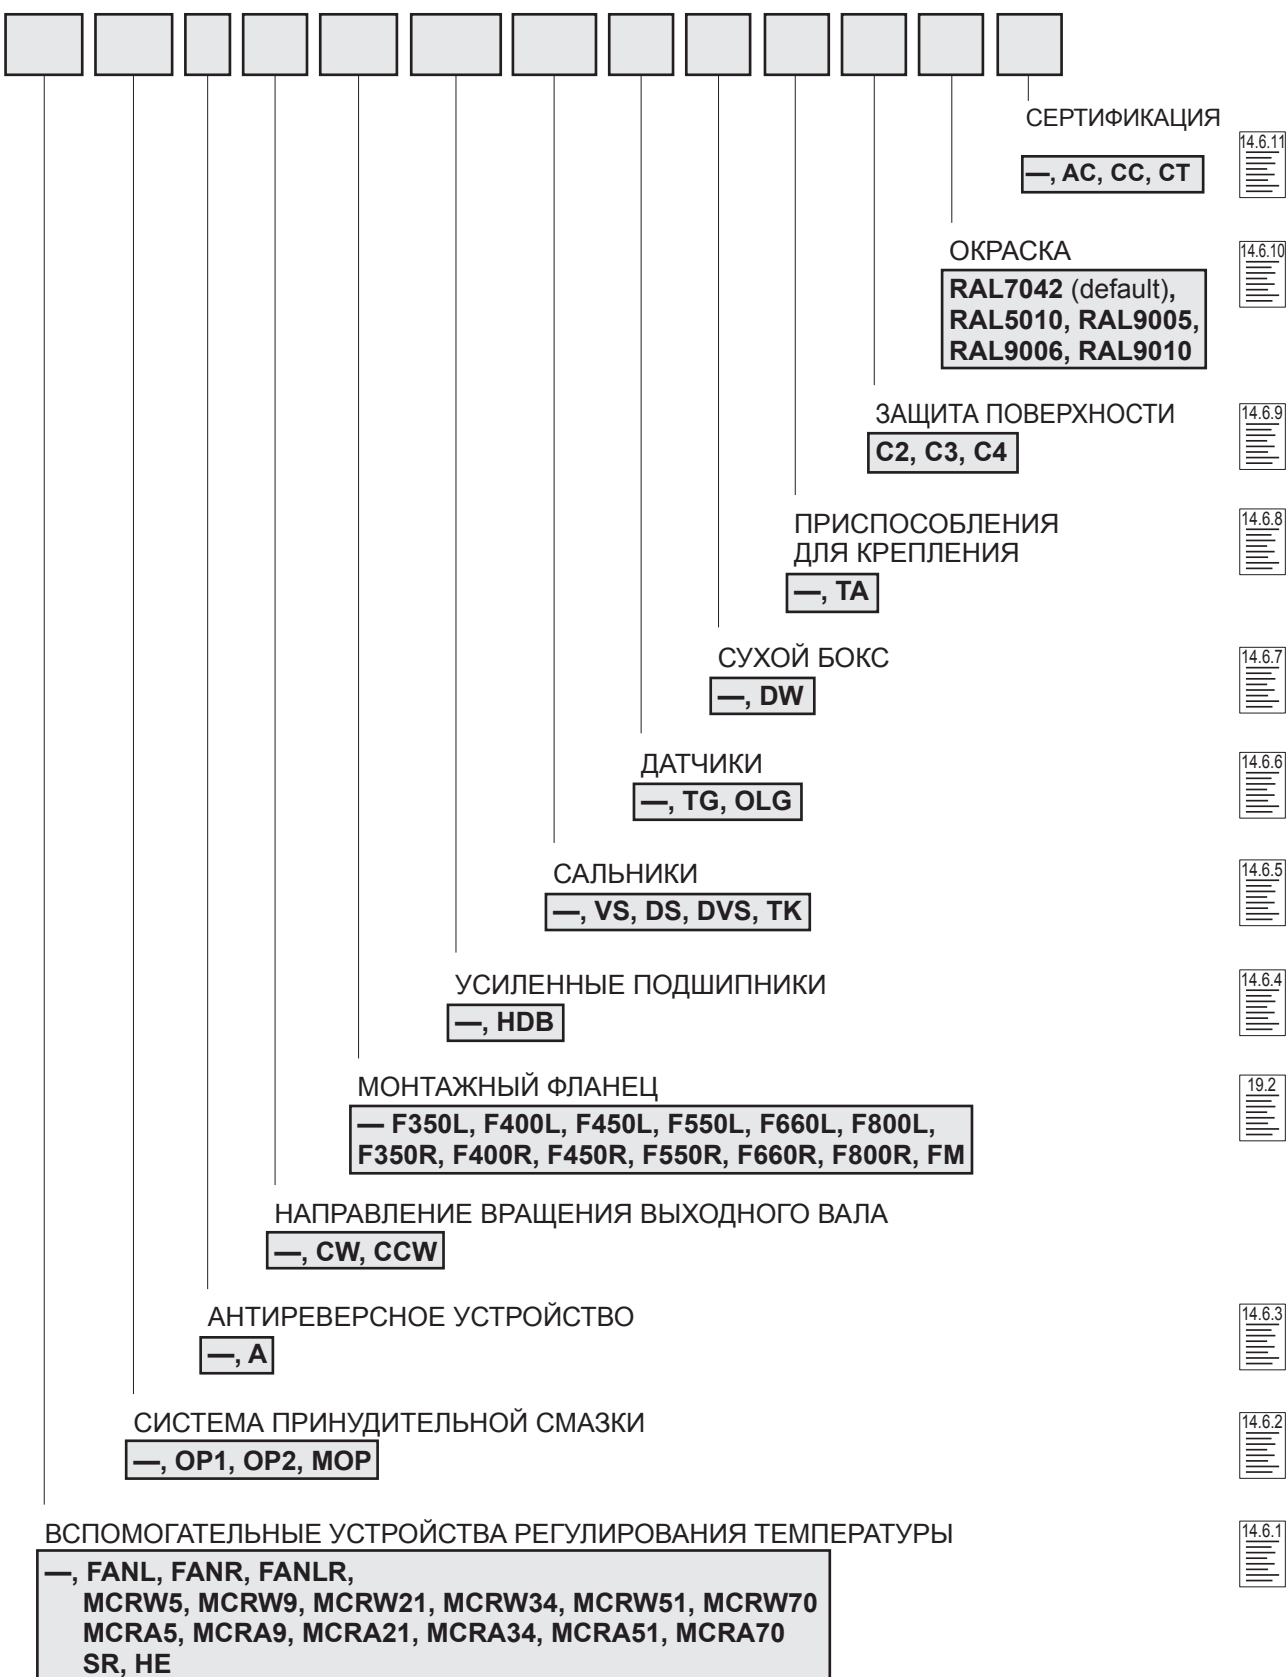 СЕРТИФИКАЦИЯ
14.6.11
—, AC, CC, CT
ОКРАСКА
14.6.10
RAL7042 (default),
RAL5010, RAL9005,
RAL9006, RAL9010
ЗАЩИТА ПОВЕРХНОСТИ
14.6.9
C2, C3, C4
ПРИСПОСОБЛЕНИЯ
ДЛЯ КРЕПЛЕНИЯ
14.6.8
—, TA
СУХОЙ БОКС
14.6.7
—, DW
ДАТЧИКИ
14.6.6
—, TG, OLG
САЛЬНИКИ
14.6.5
—, VS, DS, DVS, TK
УСИЛЕННЫЕ ПОДШИПНИКИ
14.6.4
—, HDB
МОНТАЖНЫЙ ФЛАНЕЦ
19.2
— F350L, F400L, F450L, F550L, F660L, F800L,
F350R, F400R, F450R, F550R, F660R, F800R, FM
НАПРАВЛЕНИЕ ВРАЩЕНИЯ ВЫХОДНОГО ВАЛА
—, CW, CCW
АНТИРЕВЕРСНОЕ УСТРОЙСТВО
14.6.3
—, A
СИСТЕМА ПРИНУДИТЕЛЬНОЙ СМАЗКИ
14.6.2
—, OP1, OP2, MOP
ВСПОМОГАТЕЛЬНЫЕ УСТРОЙСТВА РЕГУЛИРОВАНИЯ ТЕМПЕРАТУРЫ
14.6.1
—, FANL, FANR, FANLR,
MCRW5, MCRW9, MCRW21, MCRW34, MCRW51, MCRW70
MCRA5, MCRA9, MCRA21, MCRA34, MCRA51, MCRA70
SR, HE